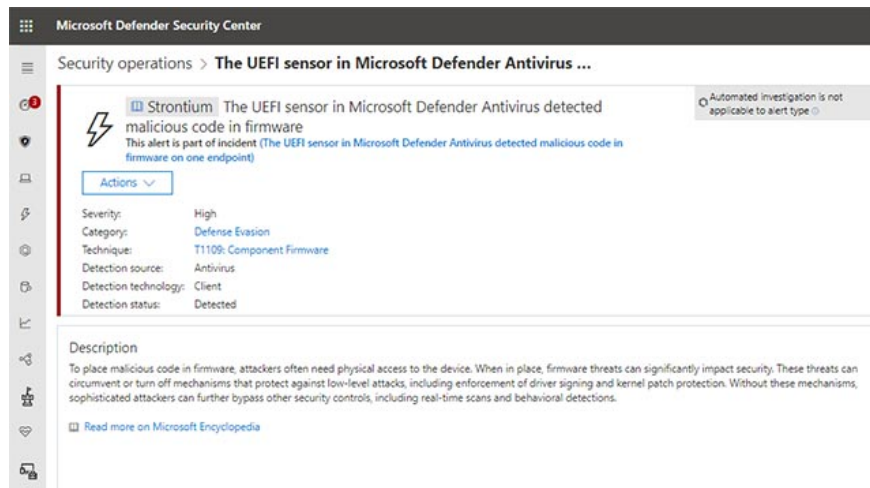 Microsoft Defender Security Center
Security operations > The UEFI sensor in Microsoft Defender Antivirus ...
3
Strontium The UEFI sensor in Microsoft Defender Antivirus detected
malicious code in firmware
This alert is part of incident (The UEFI sensor in Microsoft Defender Antivirus detected malicious code in
firmware on one endpoint)
Automated investigation is not
applicable to alert type
Actions
Severity: High
Category: Defense Evasion
Technique: T1109: Component Firmware
Detection source: Antivirus
Detection technology: Client
Detection status: Detected
Description
To place malicious code in firmware, attackers often need physical access to the device. When in place, firmware threats can significantly impact security. These threats can
circumvent or turn off mechanisms that protect against low-level attacks, including enforcement of driver signing and kernel patch protection. Without these mechanisms,
sophisticated attackers can further bypass other security controls, including real-time scans and behavioral detections.
Read more on Microsoft Encyclopedia